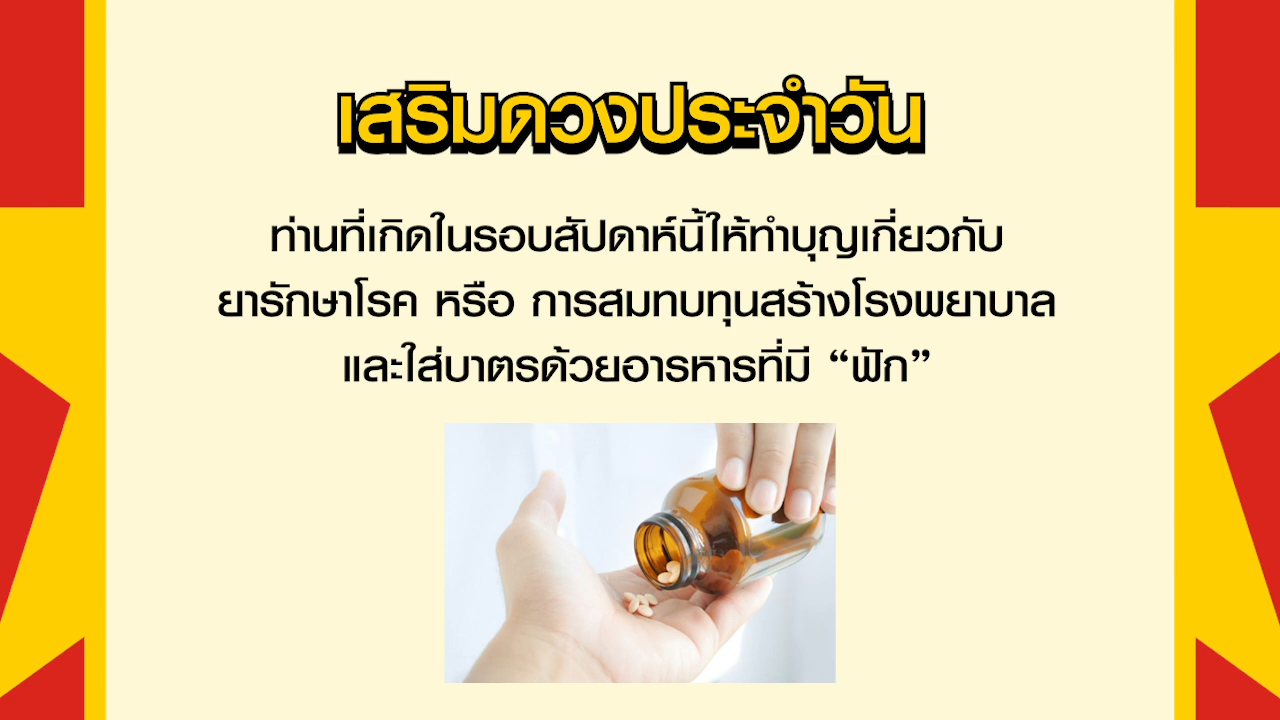 เสริมดวงประจำวัน
ท่านที่เกิดในรอบสัปดาห์นี้ให้ทำบุญเกี่ยวกับ
ยารักษาโรค หรือ การสมทบทุนสร้างโรงพยาบาล
และใส่บาตรด้วยอารหารที่มี “ฟัก”